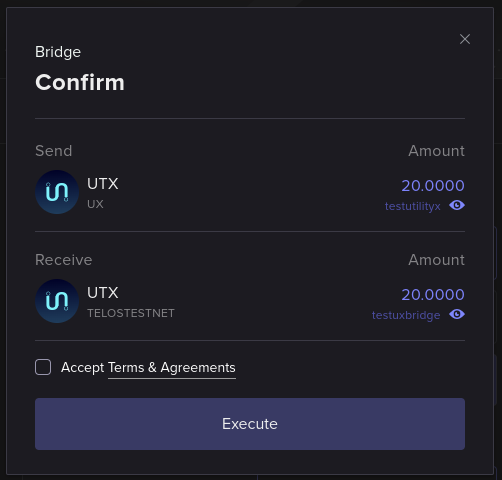 Bridge
Confirm
Send Amount
UTX 20.0000
UX testutilityx
Receive Amount
UTX 20.0000
TELOSTESTNET testuxbridge
Accept Terms & Agreements
Execute